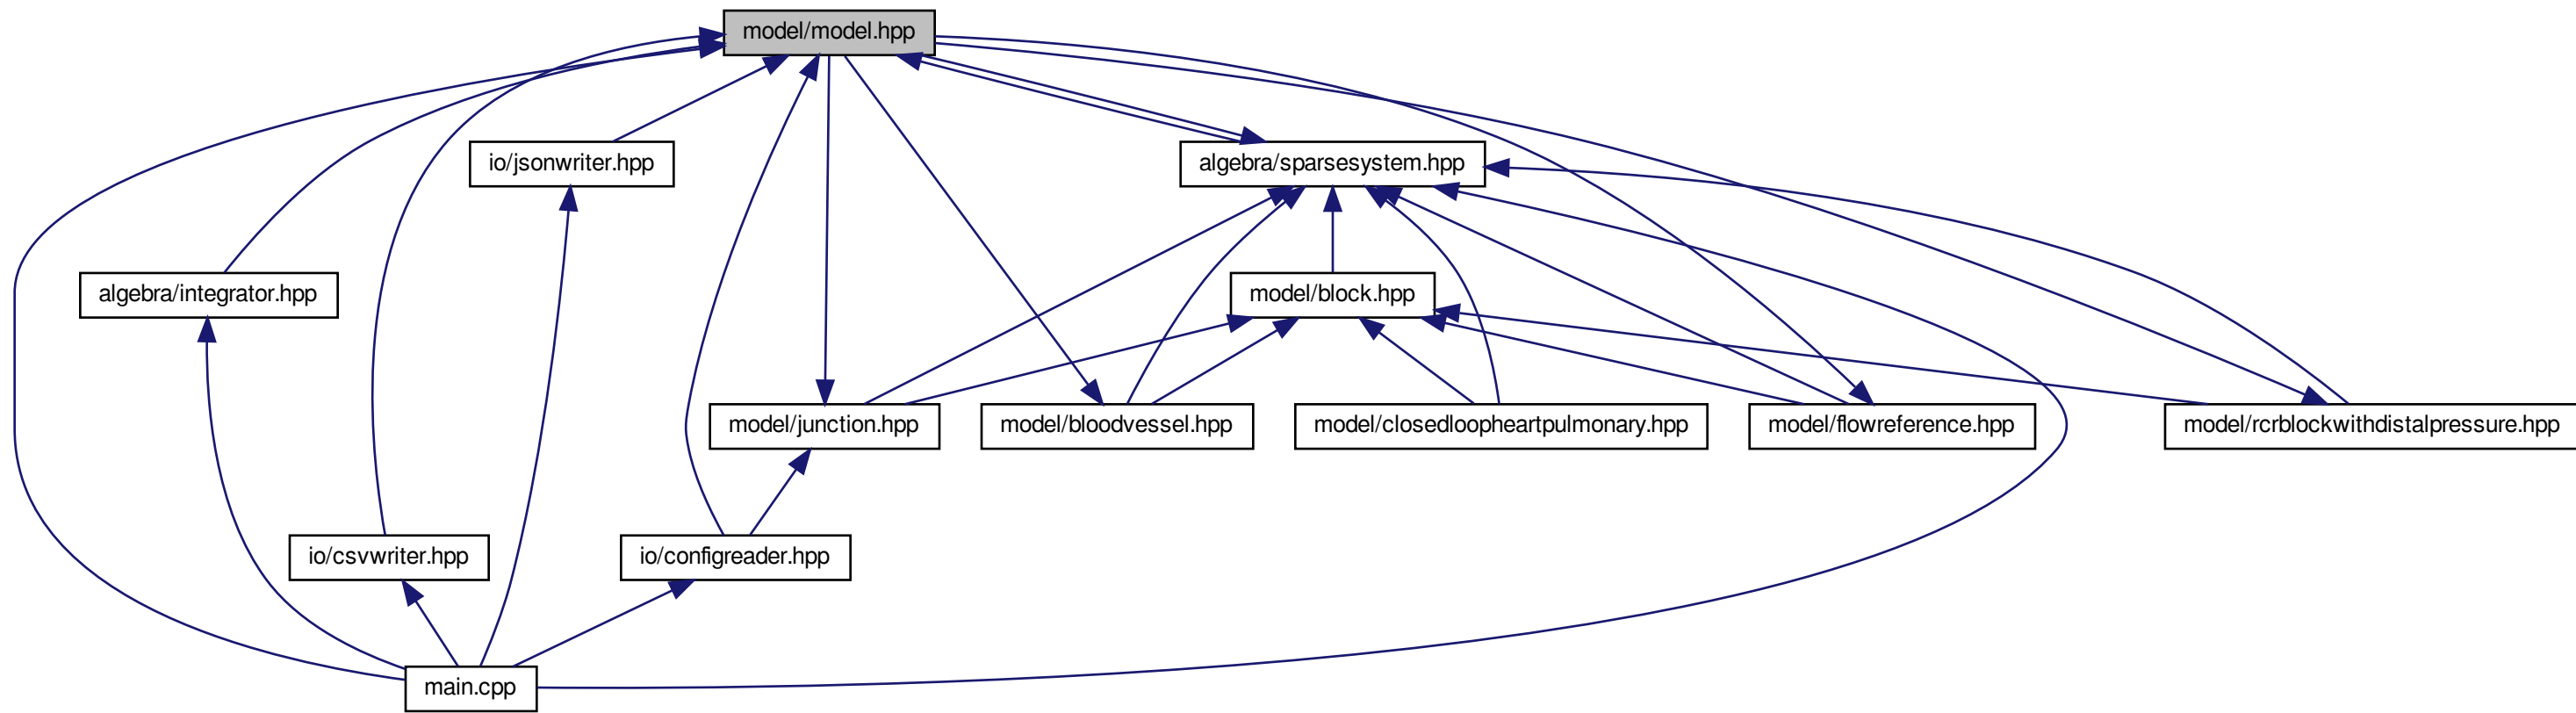 model/model.hpp
io/jsonwriter.hpp
algebra/sparsesystem.hpp
algebra/integrator.hpp
model/block.hpp
model/junction.hpp
model/bloodvessel.hpp
model/closedloopheartpulmonary.hpp
model/flowreference.hpp
model/rcrblockwithdistalpressure.hpp
io/csvwriter.hpp
io/configreader.hpp
main.cpp